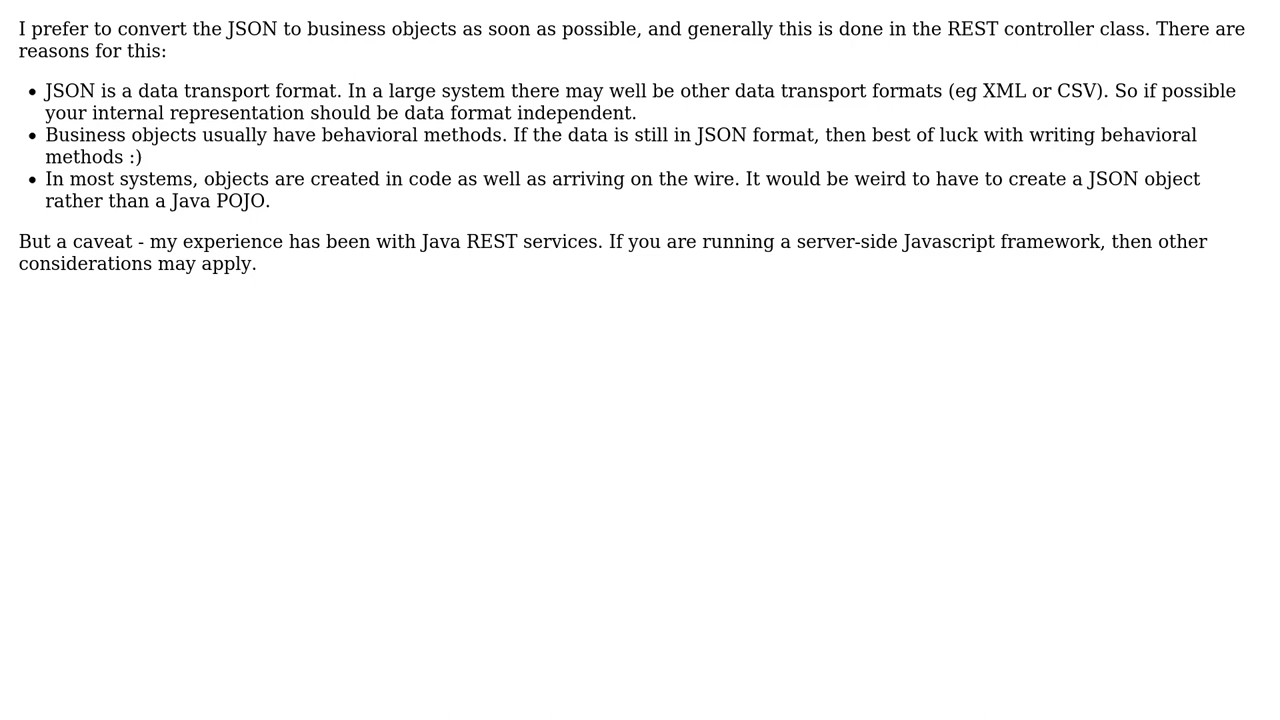 I prefer to convert the JSON to business objects as soon as possible, and generally this is done in the REST controller class. There are
reasons for this:
• JSON is a data transport format. In a large system there may well be other data transport formats (eg XML or CSV). So if possible
your internal representation should be data format independent.
• Business objects usually have behavioral methods. If the data is still in JSON format, then best of luck with writing behavioral
methods :)
• In most systems, objects are created in code as well as arriving on the wire. It would be weird to have to create a JSON object
rather than a Java POJO.
But a caveat - my experience has been with Java REST services. If you are running a server-side Javascript framework, then other
considerations may apply.